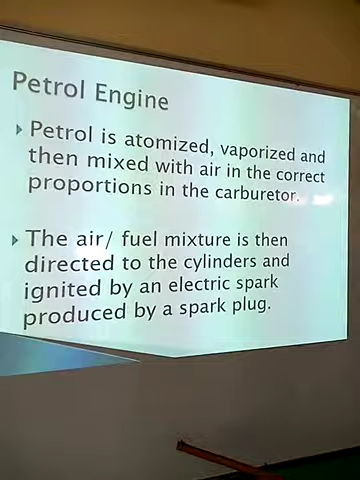 Petrol Engine
Petrol is atomized, vaporized and
then mixed with air in the correct
proportions in the carburetor.
The air/ fuel mixture is then
directed to the cylinders and
ignited by an electric spark
produced by a spark plug.